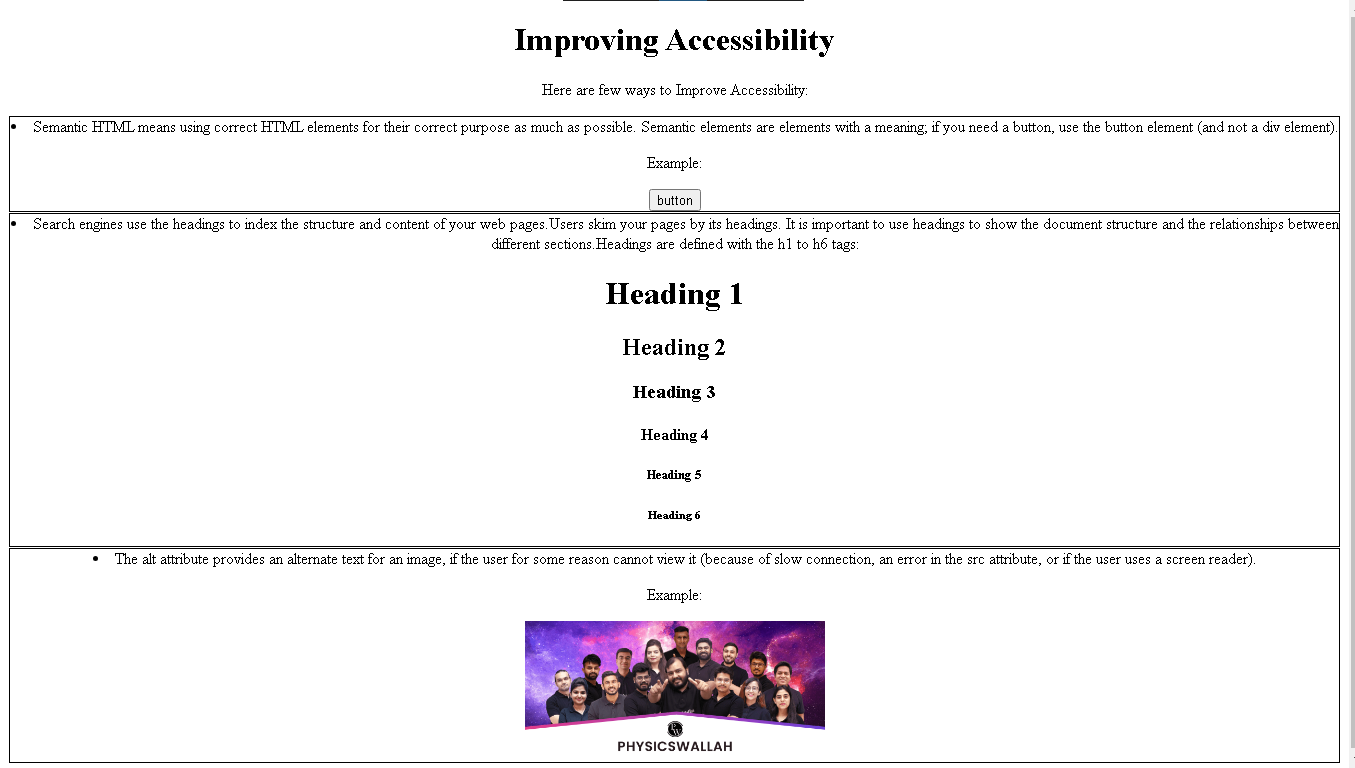 Improving Accessibility
Here are few ways to Improve Accessibility:
• Semantic HTML means using correct HTML elements for their correct purpose as much as possible. Semantic elements are elements with a meaning; if you need a button, use the button element (and not a div element).
Example:
button
• Search engines use the headings to index the structure and content of your web pages.Users skim your pages by its headings. It is important to use headings to show the document structure and the relationships between
different sections.Headings are defined with the h1 to h6 tags:
Heading 1
Heading 2
Heading 3
Heading 4
Heading 5
Heading 6
• The alt attribute provides an alternate text for an image, if the user for some reason cannot view it (because of slow connection, an error in the src attribute, or if the user uses a screen reader).
Example:
PHYSICSWALLAH